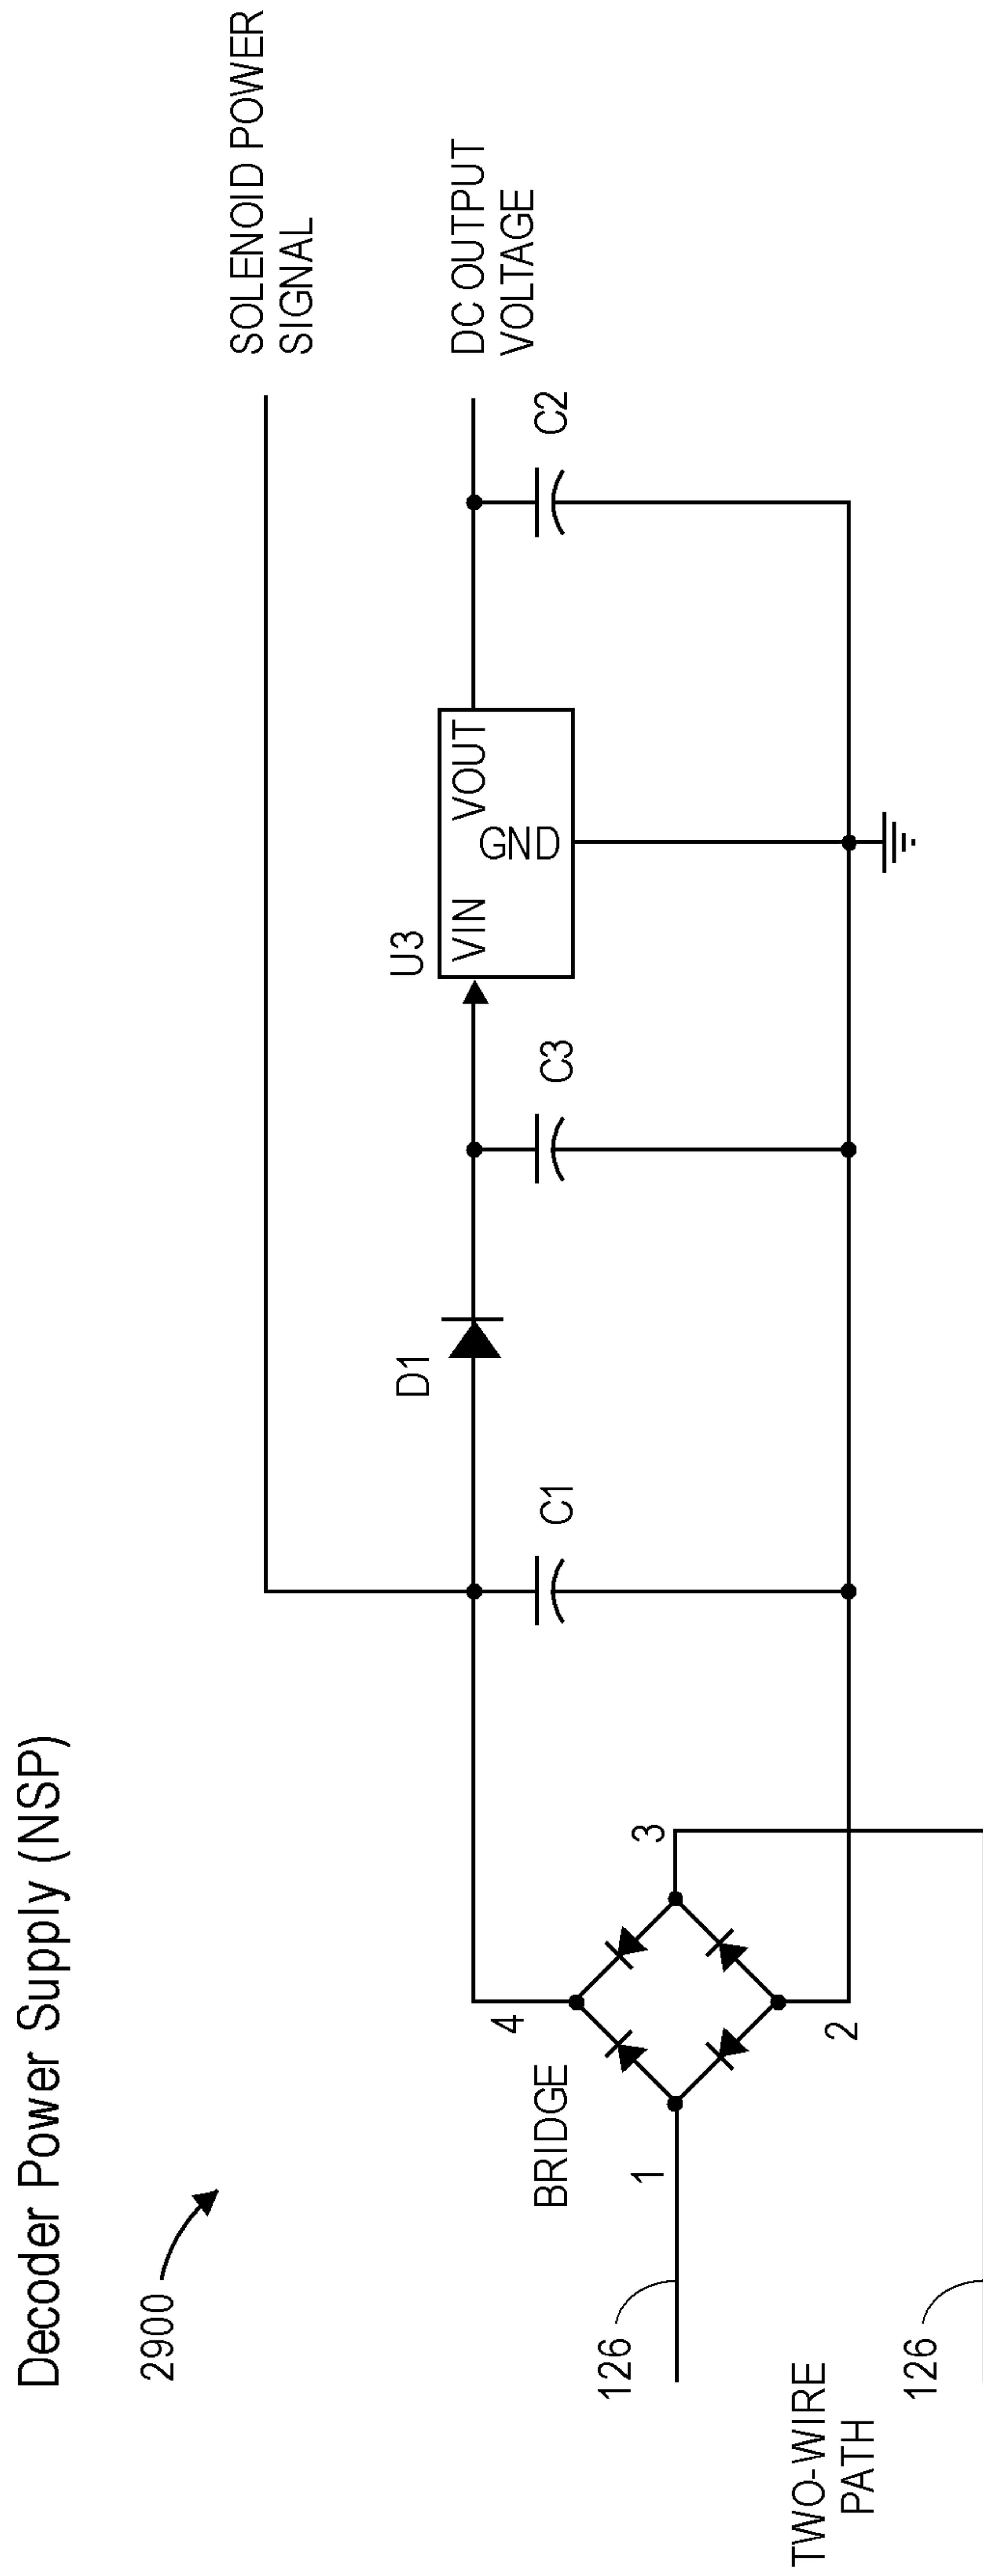 Decoder Power Supply (NSP)
2900
SOLENOID POWER
SIGNAL
DC OUTPUT
VOLTAGE
U3
VIN
VOUT
GND
D1
C1
C3
C2
BRIDGE
4
3
1
2
126
126
TWO-WIRE
PATH